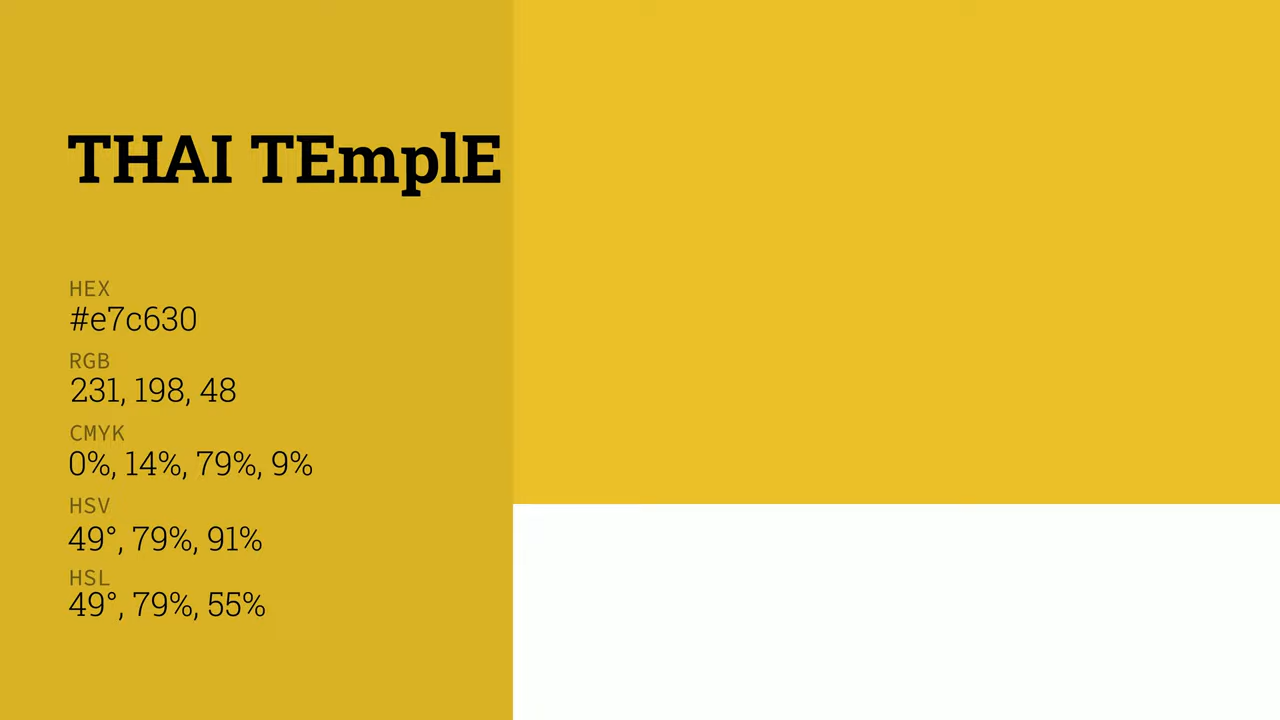 THAI TEmplE
HEX
#e7c630
RGB
231, 198, 48
CMYK
0%, 14%, 79%, 9%
HSV
49°, 79%, 91%
HSL
49°, 79%, 55%